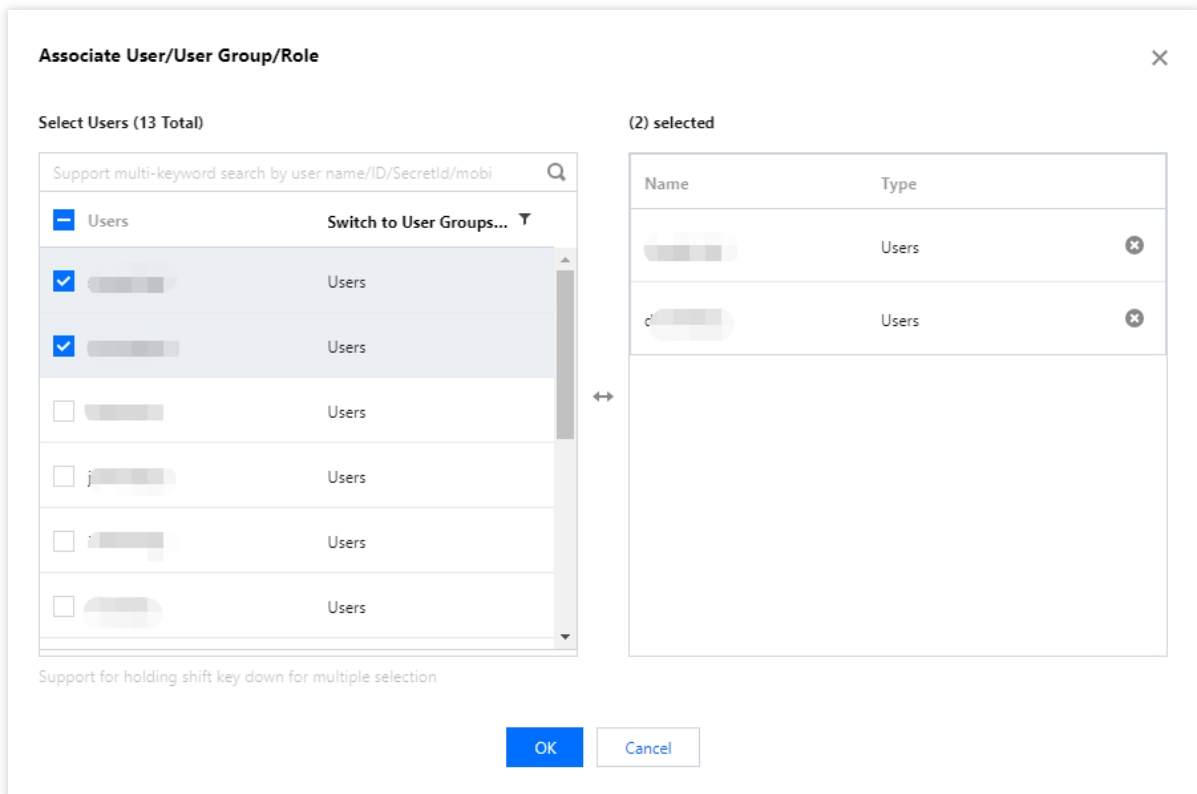 Associate User/User Group/Role
Select Users (13 Total)
Support multi-keyword search by user name/ID/SecretId/mobi
Users Switch to User Groups...
Users
Users
Users
j Users
Users
Users
Support for holding shift key down for multiple selection
(2) selected
Name Type
Users
d Users
OK Cancel